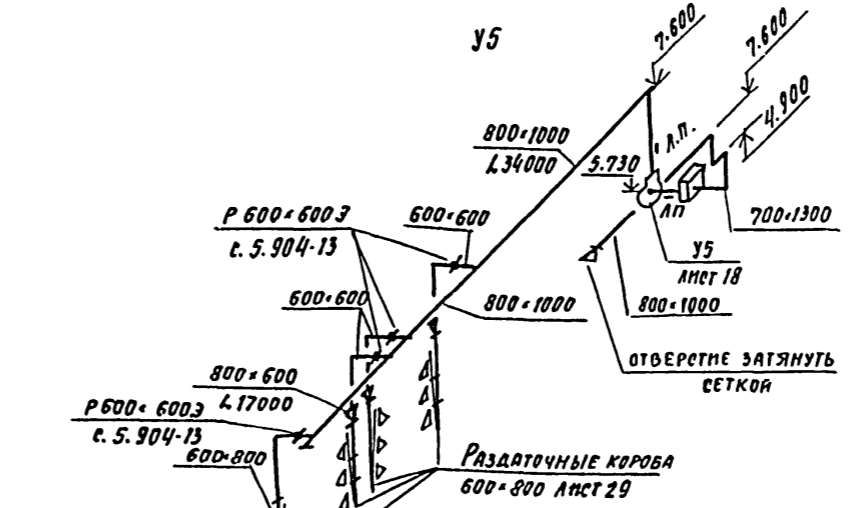 У5
7.600
7.600
4.900
800×1000
L34000
Л.П.
5.730
ЛП
700×1300
Р 600×600Э
с. 5.904-13
600×600
У5
ЛИСТ 18
600×600
800×1000
800×1000
ОТВЕРСТИЕ ЗАТЯНУТЬ
СЕТКОЙ
800×600
L17000
Р600×600Э
с. 5.904-13
600×800
РАЗДАТОЧНЫЕ КОРОБА
600×800 ЛИСТ 29